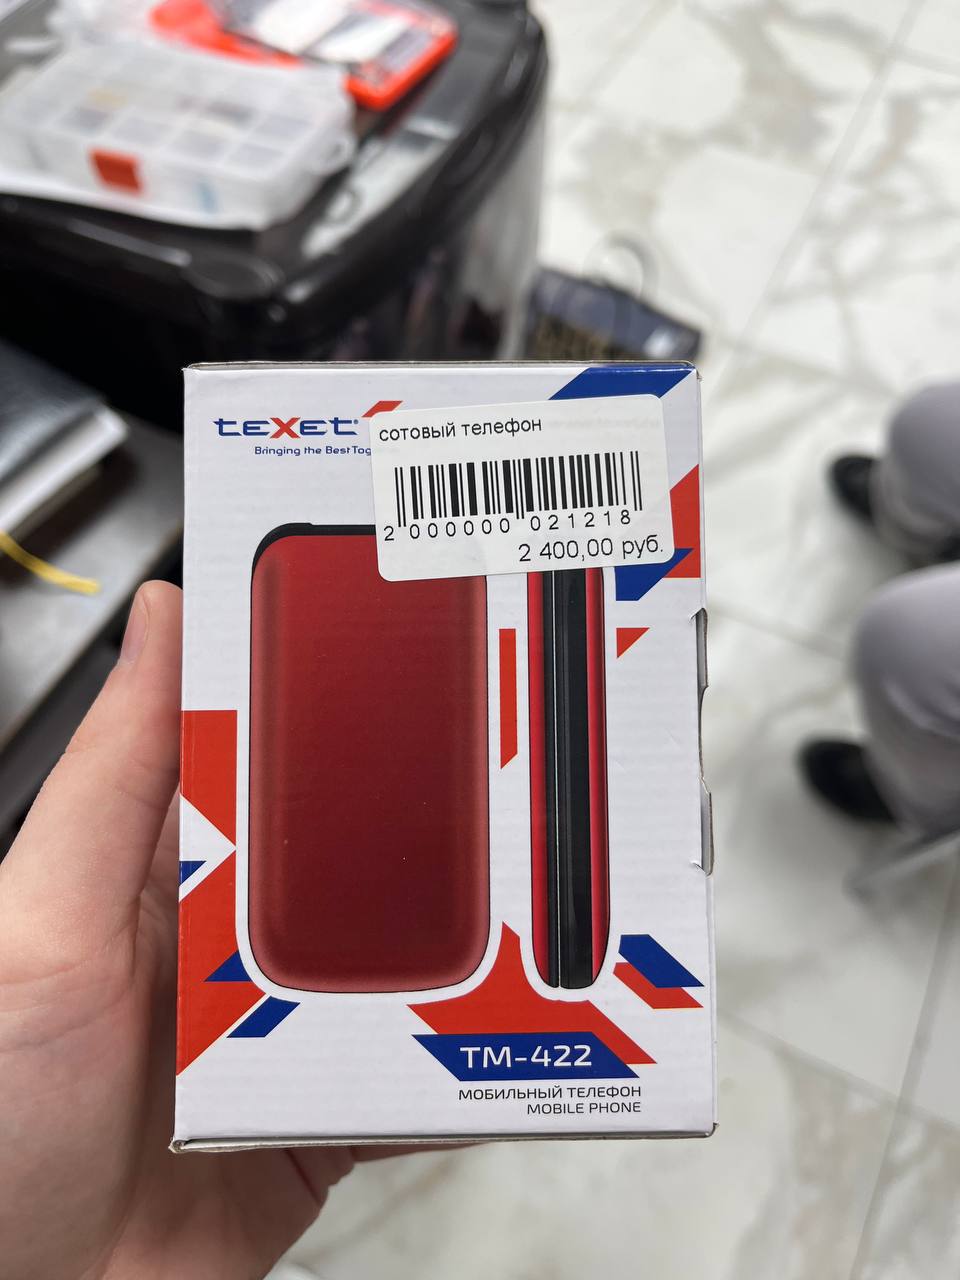 texet®
Bringing the Best Tog
сотовый телефон
2 000000 021218
2 400,00 руб.
TM-422
МОБИЛЬНЫЙ ТЕЛЕФОН
MOBILE PHONE